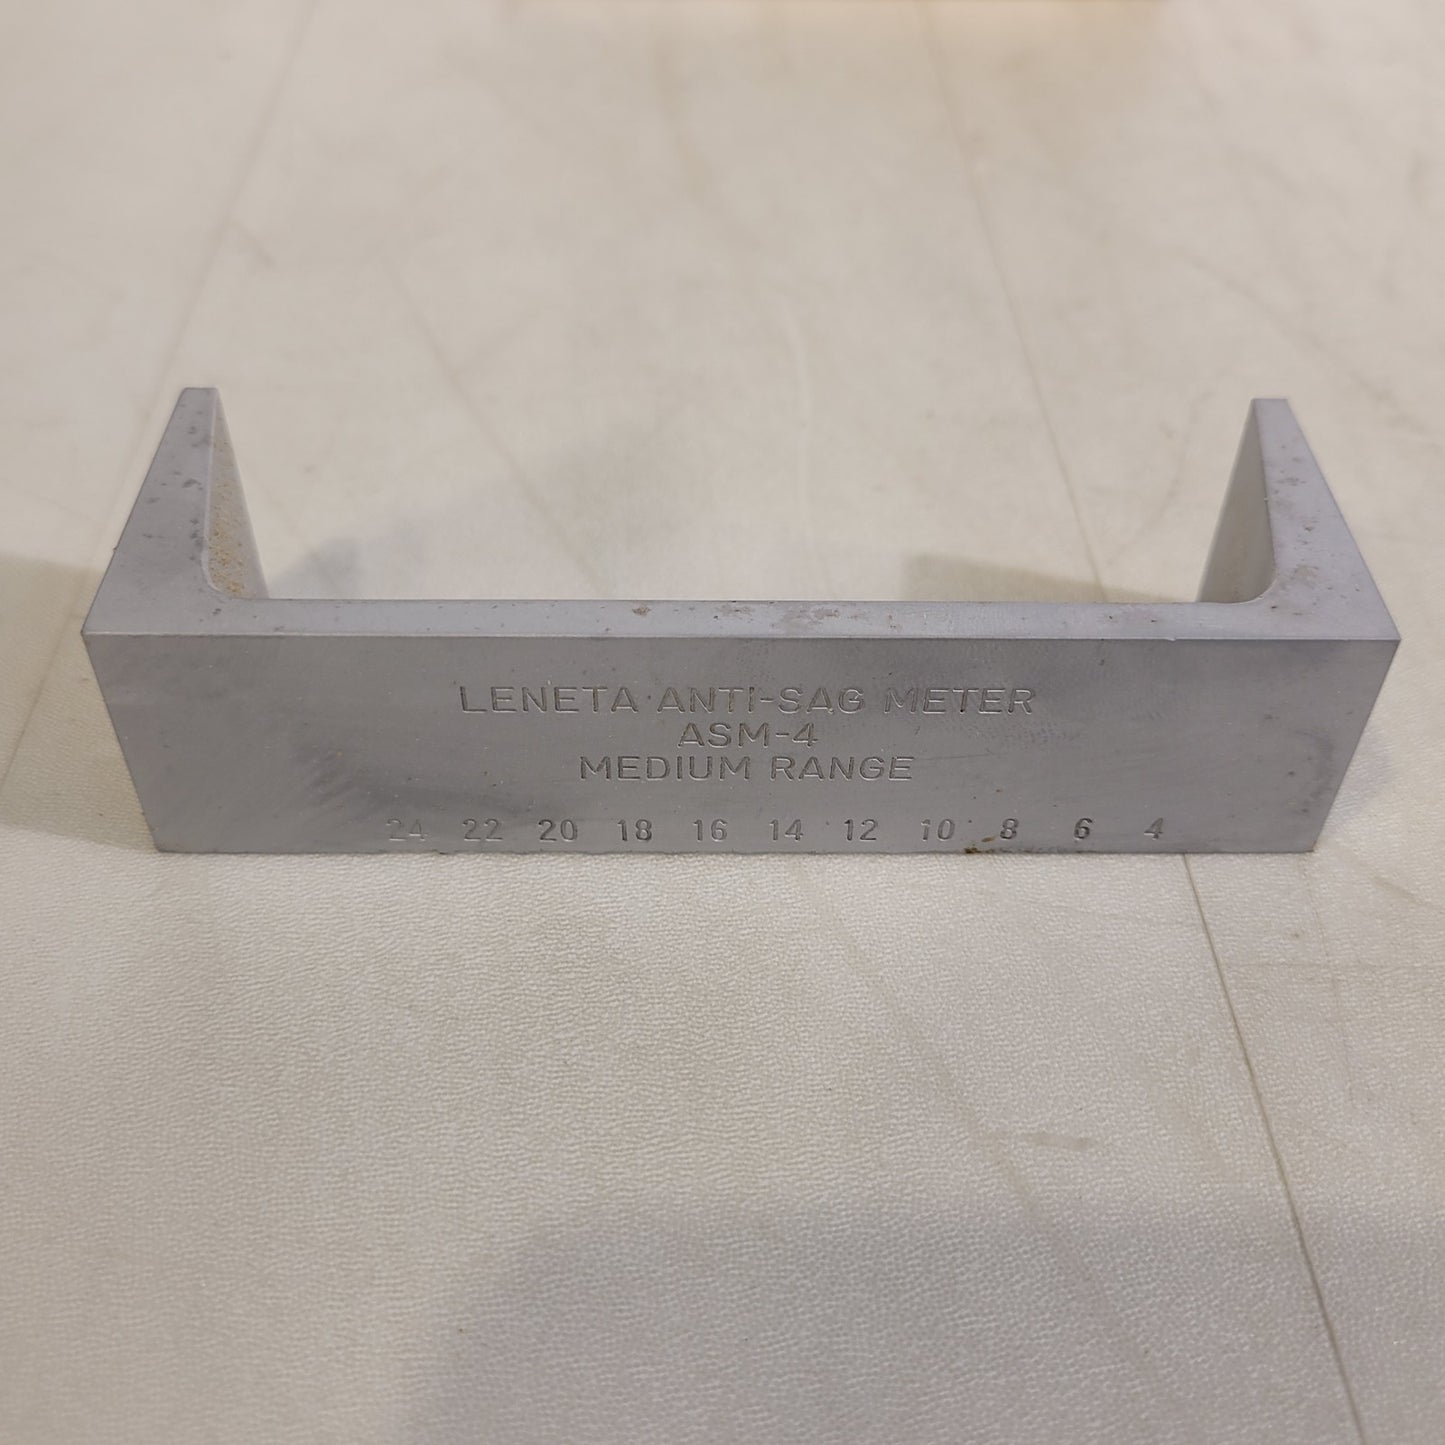 LENETA ANTI-SAG METER
ASM-4
MEDIUM RANGE
24 22 20 18 16 14 12 10 8 6 4